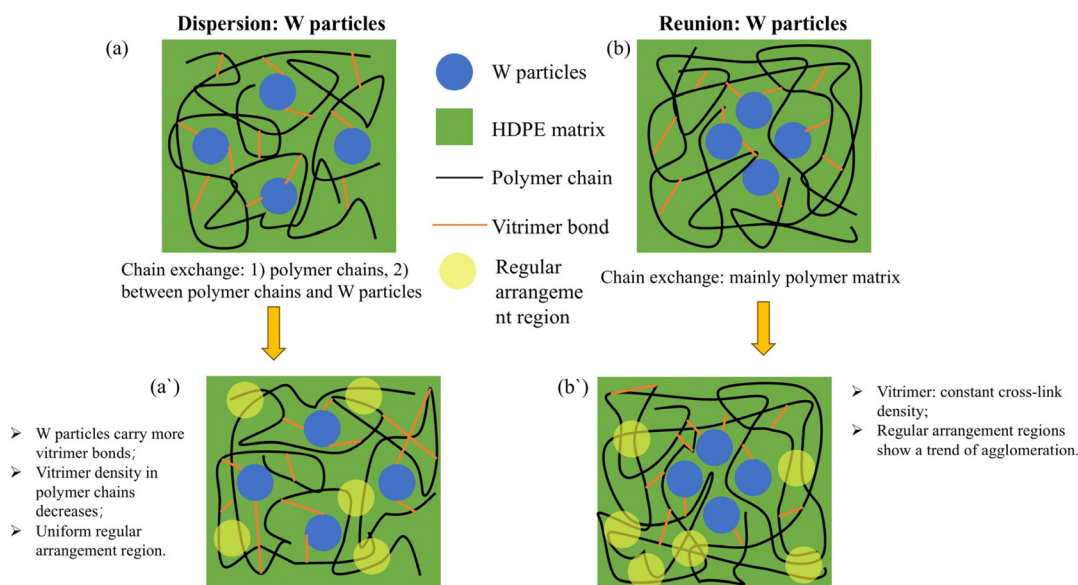 Dispersion: W particles
Reunion: W particles
(a)
(b)
W particles
HDPE matrix
Polymer chain
Vitrimer bond
Regular
arrangeme
nt region
Chain exchange: 1) polymer chains, 2)
between polymer chains and W particles
Chain exchange: mainly polymer matrix
(a`)
(b`)
➢ W particles carry more
vitrimer bonds;
➢ Vitrimer density in
polymer chains
decreases;
➢ Uniform regular
arrangement region.
➢ Vitrimer: constant cross-link
density;
➢ Regular arrangement regions
show a trend of agglomeration.